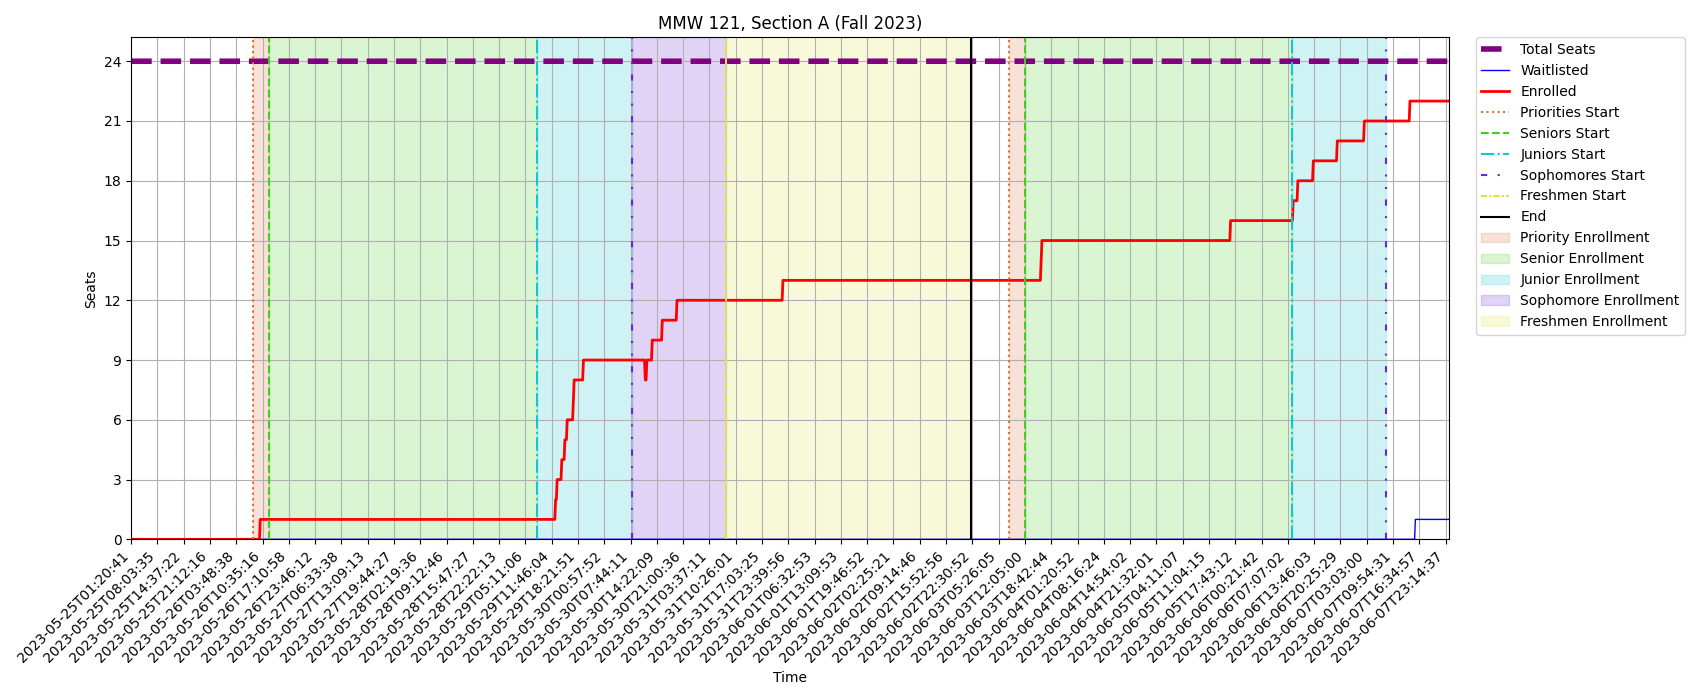 MMW 121, Section A (Fall 2023)
Seats
24
21
18
15
12
9
6
3
0
2023-05-25T01:20:41
2023-05-25T08:03:35
2023-05-25T14:37:22
2023-05-25T21:12:16
2023-05-26T03:48:38
2023-05-26T10:35:16
2023-05-26T17:10:58
2023-05-26T23:46:12
2023-05-27T06:33:38
2023-05-27T13:09:13
2023-05-27T19:44:27
2023-05-28T02:19:36
2023-05-28T09:12:46
2023-05-28T15:47:27
2023-05-28T22:22:13
2023-05-29T05:11:06
2023-05-29T11:46:04
2023-05-29T18:21:51
2023-05-30T00:57:52
2023-05-30T07:44:11
2023-05-30T14:22:09
2023-05-30T21:00:36
2023-05-31T03:37:11
2023-05-31T10:26:01
2023-05-31T17:03:25
2023-05-31T23:39:56
2023-06-01T06:32:53
2023-06-01T13:09:53
2023-06-01T19:46:52
2023-06-02T02:25:21
2023-06-02T09:14:46
2023-06-02T15:52:56
2023-06-02T22:30:52
2023-06-03T05:26:05
2023-06-03T12:05:00
2023-06-03T18:42:44
2023-06-04T01:20:52
2023-06-04T08:16:24
2023-06-04T14:54:02
2023-06-04T21:32:01
2023-06-05T04:11:07
2023-06-05T11:04:15
2023-06-05T17:43:12
2023-06-06T00:21:42
2023-06-06T07:07:02
2023-06-06T13:46:03
2023-06-06T20:25:29
2023-06-07T03:03:00
2023-06-07T09:54:31
2023-06-07T16:34:57
2023-06-07T23:14:37
Time
Total Seats
Waitlisted
Enrolled
Priorities Start
Seniors Start
Juniors Start
Sophomores Start
Freshmen Start
End
Priority Enrollment
Senior Enrollment
Junior Enrollment
Sophomore Enrollment
Freshmen Enrollment